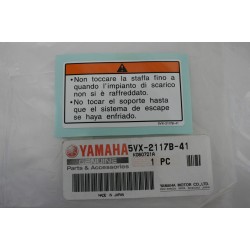 •Non toccare la staffa fino a
quando l'impianto di scarico
non si è raffreddato.
•No tocar el soporte hasta
que el sistema de escape
se haya enfriado.
YAMAHA 5VX-2117B-41
GENUINE
Parts & Accessories 1 PC
MADE IN JAPAN
YAMAHA MOTOR CO., LTD.